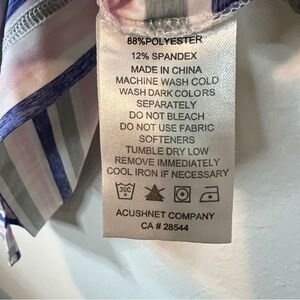 88%POLYESTER
12% SPANDEX
MADE IN CHINA
MACHINE WASH COLD
WASH DARK COLORS
SEPARATELY
DO NOT BLEACH
DO NOT USE FABRIC
SOFTENERS
TUMBLE DRY LOW
REMOVE IMMEDIATELY
COOL IRON IF NECESSARY
30C
ACUSHNET COMPANY
CA # 28544